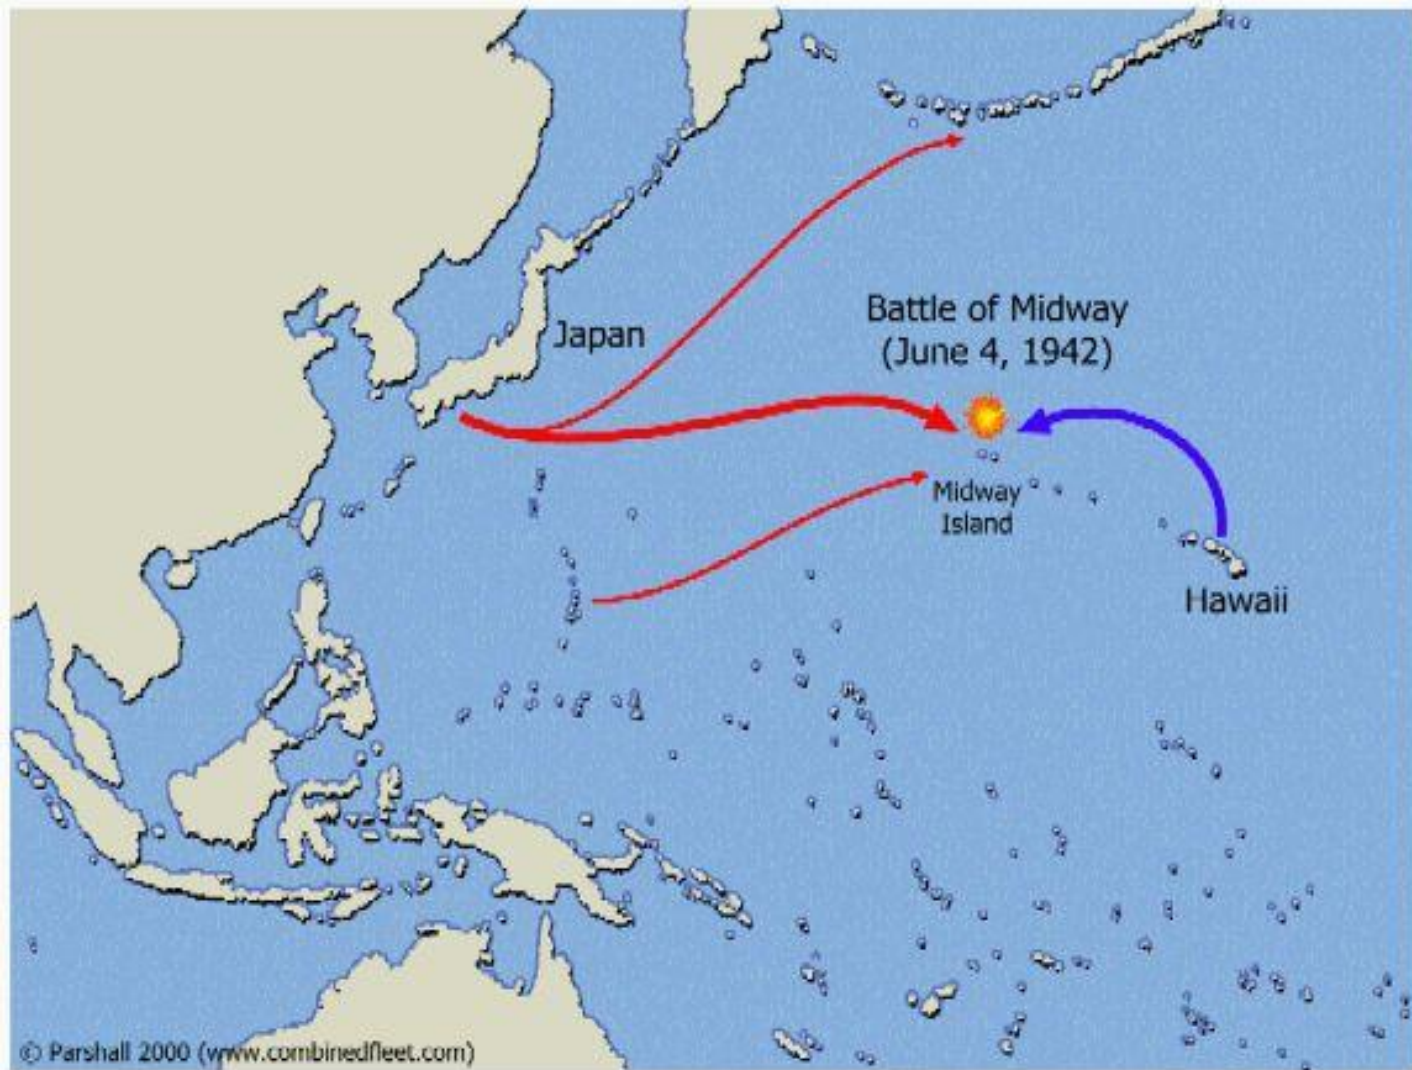 Battle of Midway
(June 4, 1942)
Japan
Midway
Island
Hawaii
© Parshall 2000 (www.combinedfleet.com)